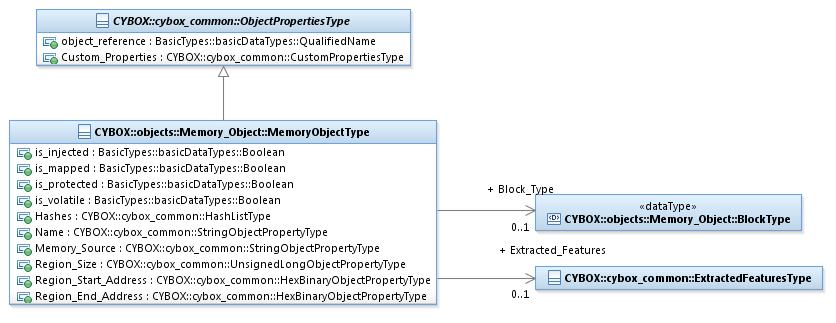 CYBOX::cybox_common::ObjectPropertiesType
object_reference : BasicTypes::basicDataTypes::QualifiedName
Custom_Properties : CYBOX::cybox_common::CustomPropertiesType
CYBOX::objects::Memory_Object::MemoryObjectType
is_injected : BasicTypes::basicDataTypes::Boolean
is_mapped : BasicTypes::basicDataTypes::Boolean
is_protected : BasicTypes::basicDataTypes::Boolean
is_volatile : BasicTypes::basicDataTypes::Boolean
Hashes : CYBOX::cybox_common::HashListType
Name : CYBOX::cybox_common::StringObjectPropertyType
Memory_Source : CYBOX::cybox_common::StringObjectPropertyType
Region_Size : CYBOX::cybox_common::UnsignedLongObjectPropertyType
Region_Start_Address : CYBOX::cybox_common::HexBinaryObjectPropertyType
Region_End_Address : CYBOX::cybox_common::HexBinaryObjectPropertyType
+ Block_Type
0..1
«dataType»
CYBOX::objects::Memory_Object::BlockType
+ Extracted_Features
0..1
CYBOX::cybox_common::ExtractedFeaturesType